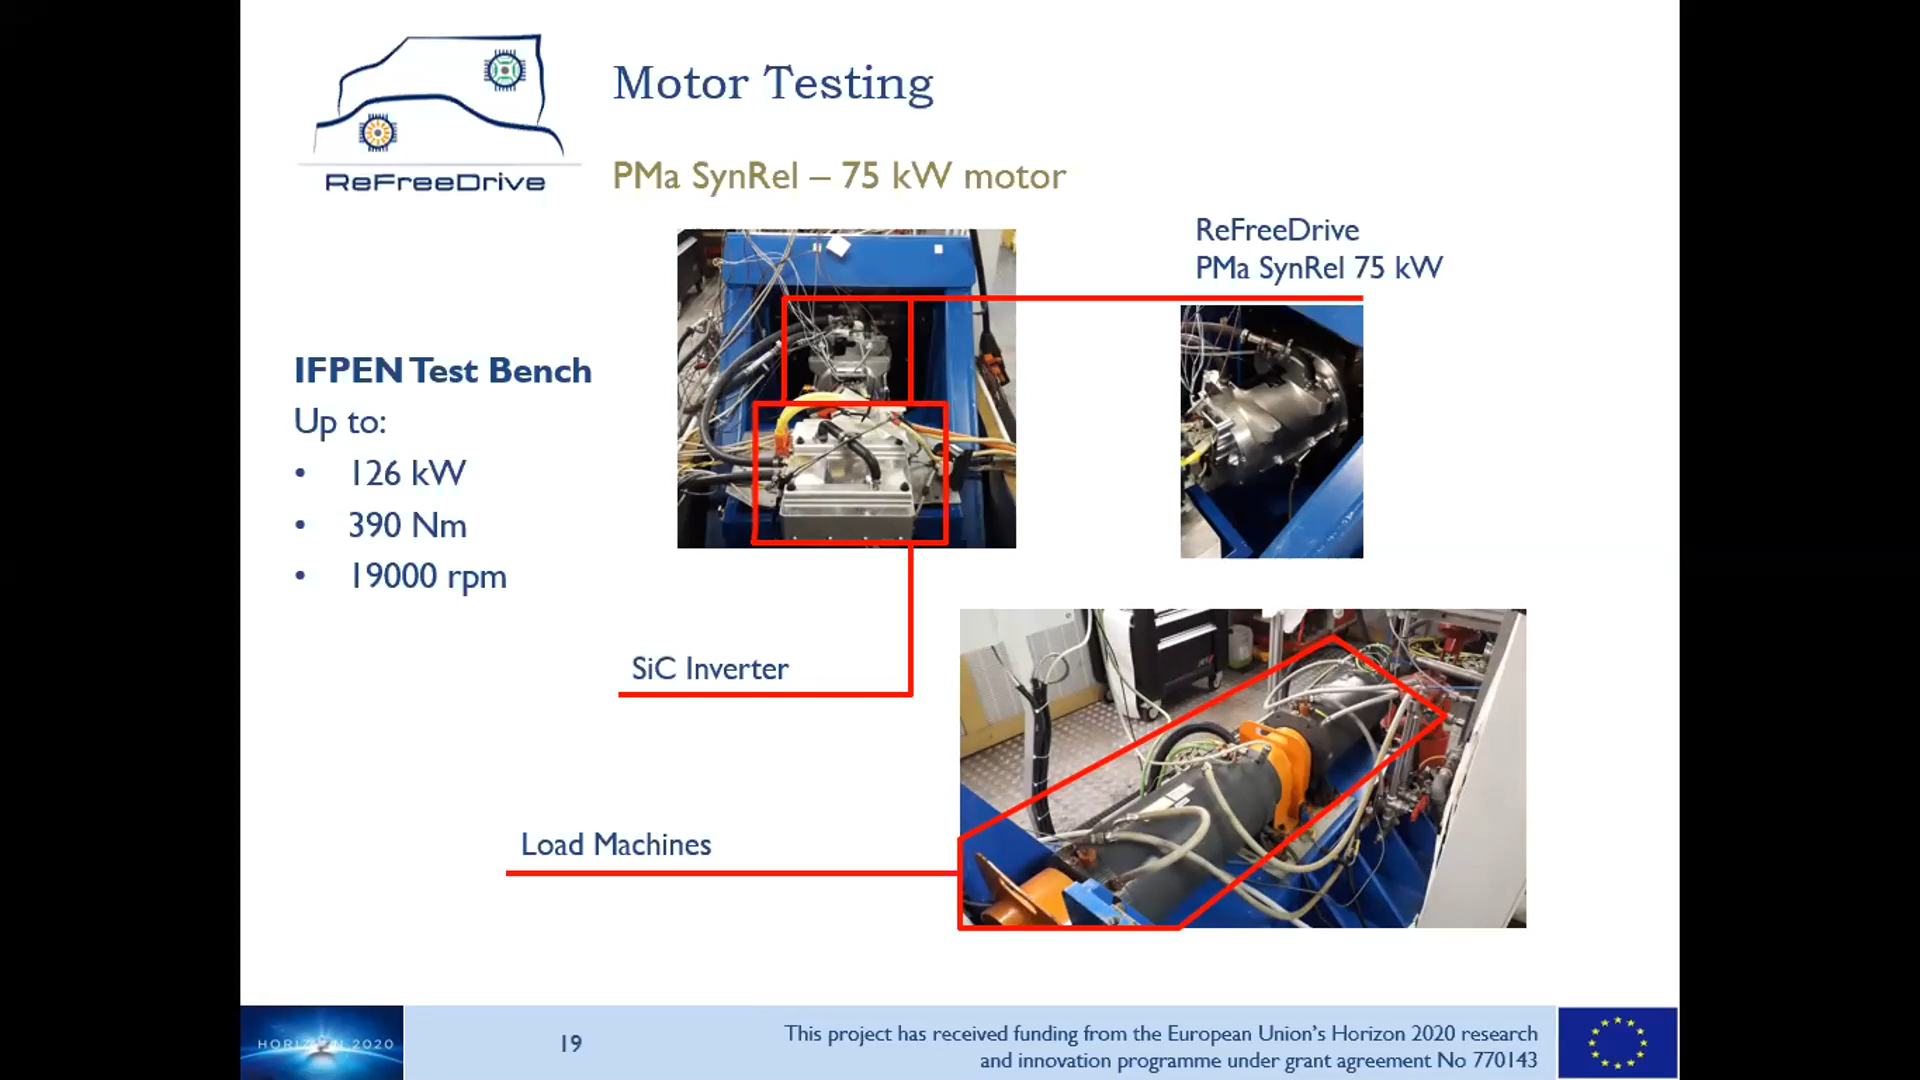 ReFreeDrive
Motor Testing
PMa SynRel – 75 kW motor
ReFreeDrive
PMa SynRel 75 kW
IFPEN Test Bench
Up to:
• 126 kW
• 390 Nm
• 19000 rpm
SiC Inverter
Load Machines
HORIZON 2020
19
This project has received funding from the European Union's Horizon 2020 research
and innovation programme under grant agreement No 770143